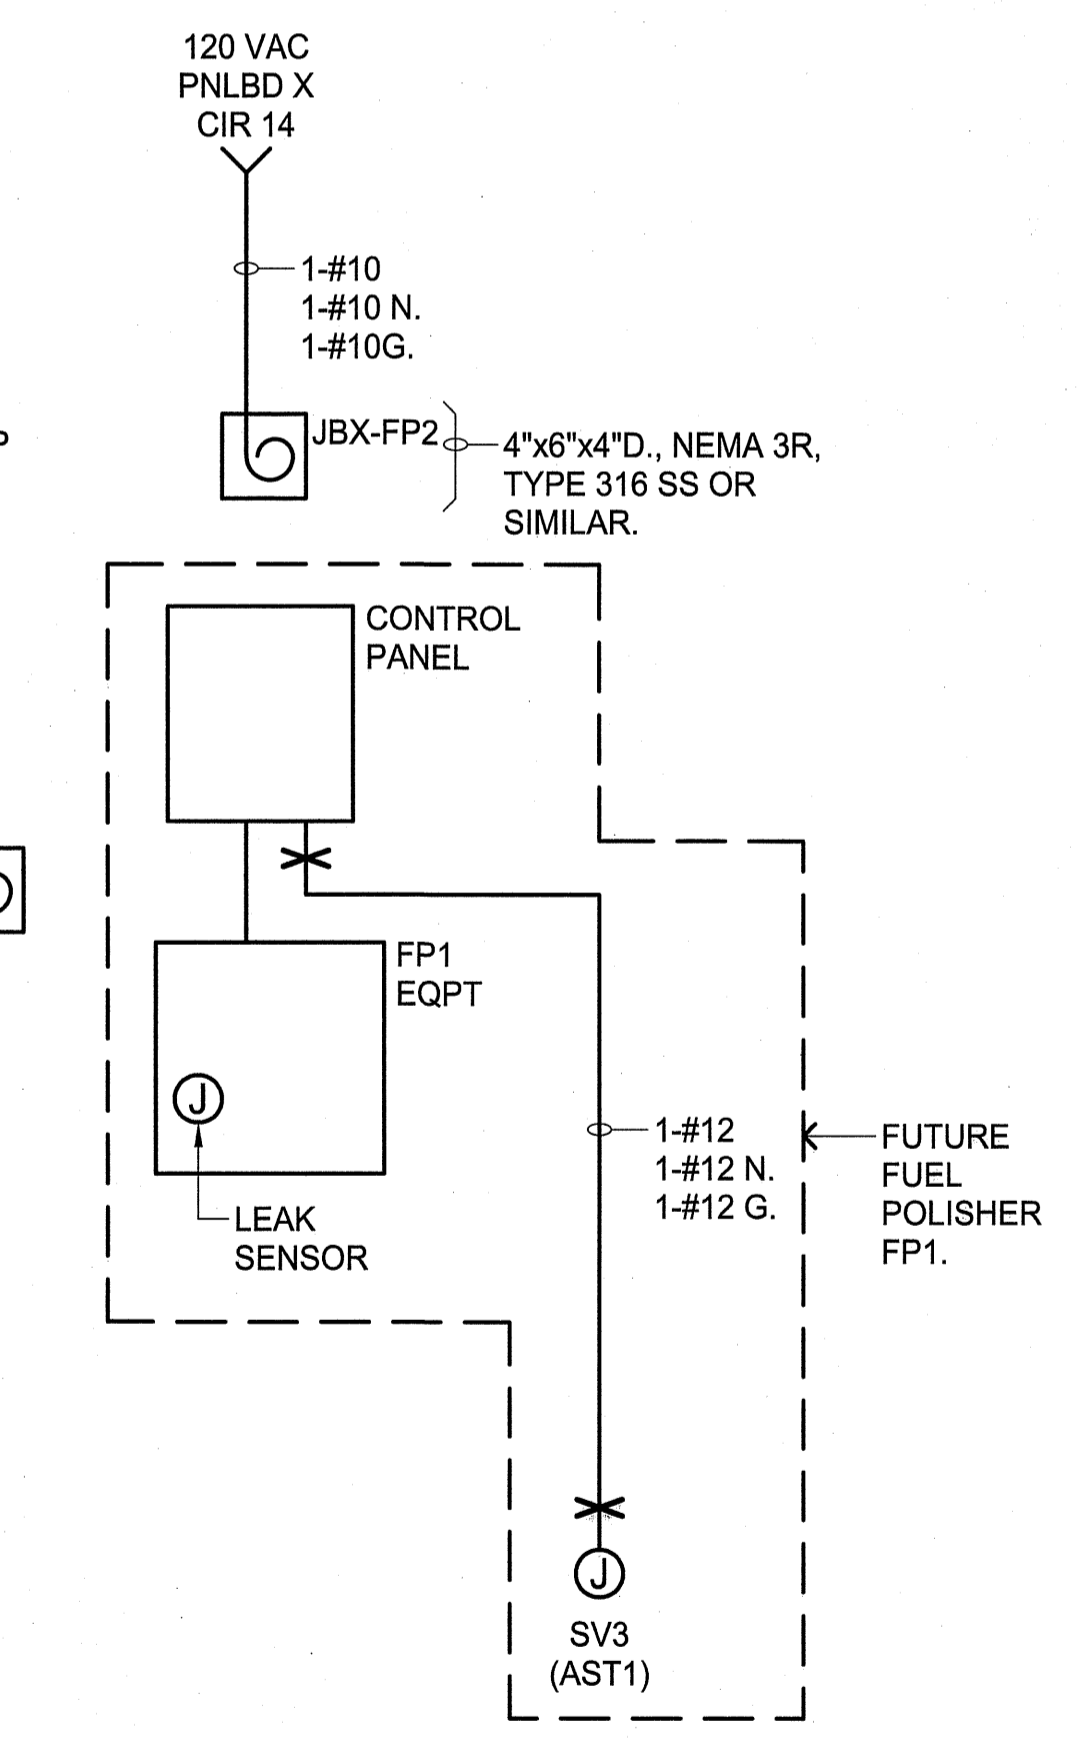 120 VAC
PNLBD X
CIR 14
1-#10
1-#10 N.
1-#10G.
JBX-FP2
4"x6"x4"D., NEMA 3R,
TYPE 316 SS OR
SIMILAR.
CONTROL
PANEL
FP1
EQPT
J
LEAK
SENSOR
1-#12
1-#12 N.
1-#12 G.
FUTURE
FUEL
POLISHER
FP1.
J
SV3
(AST1)